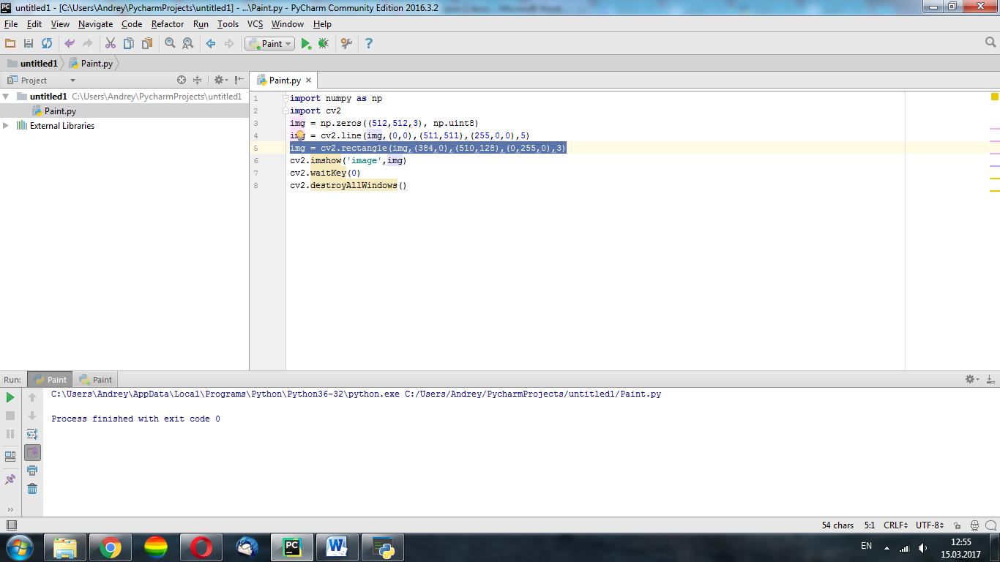 untitled1 - [C:\Users\Andrey\PycharmProjects\untitled1] - ...\Paint.py - PyCharm Community Edition 2016.3.2
File Edit View Navigate Code Refactor Run Tools VCS Window Help
Paint
untitled1 Paint.py
Project
Paint.py
untitled1 C:\Users\Andrey\PycharmProjects\untitled1
Paint.py
External Libraries
1 import numpy as np
2 import cv2
3 img = np.zeros((512,512,3), np.uint8)
4 img = cv2.line(img,(0,0),(511,511),(255,0,0),5)
5 img = cv2.rectangle(img,(384,0),(510,128),(0,255,0),3)
6 cv2.imshow('image',img)
7 cv2.waitKey(0)
8 cv2.destroyAllWindows()
Run: Paint Paint
C:\Users\Andrey\AppData\Local\Programs\Python\Python36-32\python.exe C:/Users/Andrey/PycharmProjects/untitled1/Paint.py
Process finished with exit code 0
54 chars 5:1 CRLF UTF-8
PC W EN 12:55
15.03.2017